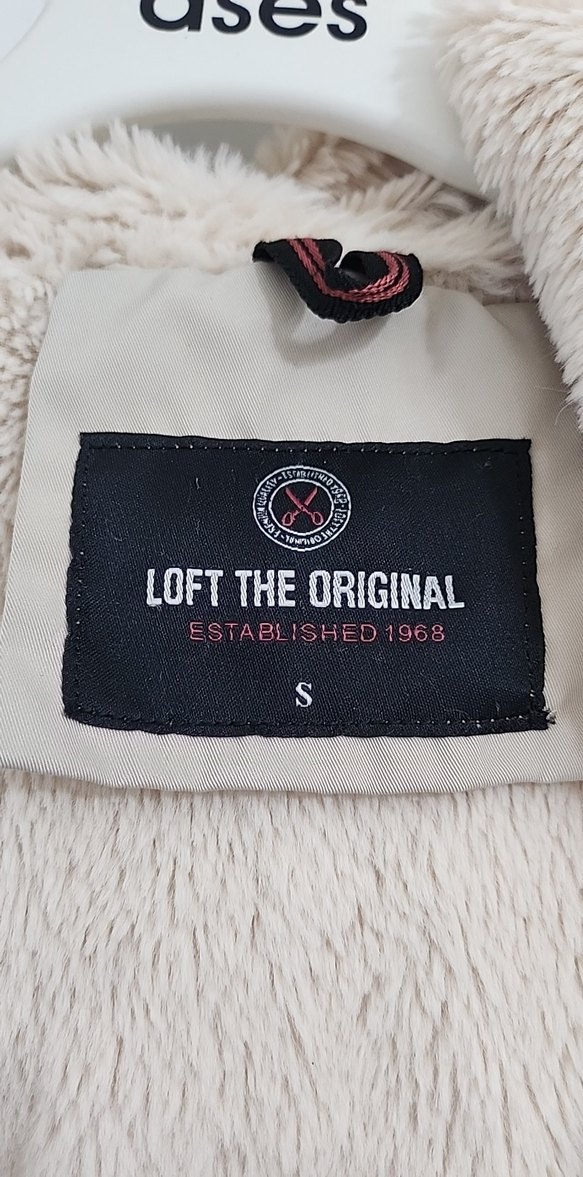 ases
LOFT THE ORIGINAL
ESTABLISHED 1968
S